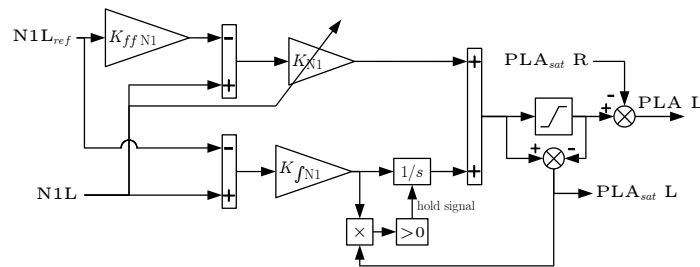 N1L_ref
K_ff N1
-
+
K_N1
+
PLA_sat R
-
+
PLA L
-
+
N1L
K_∫N1
1/s
+
+
-
hold signal
×
>0
PLA_sat L